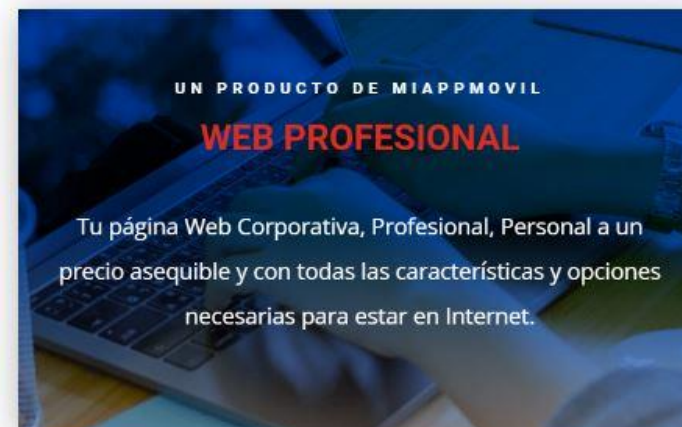 UN PRODUCTO DE MIAPPMOVIL
WEB PROFESIONAL
Tu página Web Corporativa, Profesional, Personal a un
precio asequible y con todas las características y opciones
necesarias para estar en Internet.